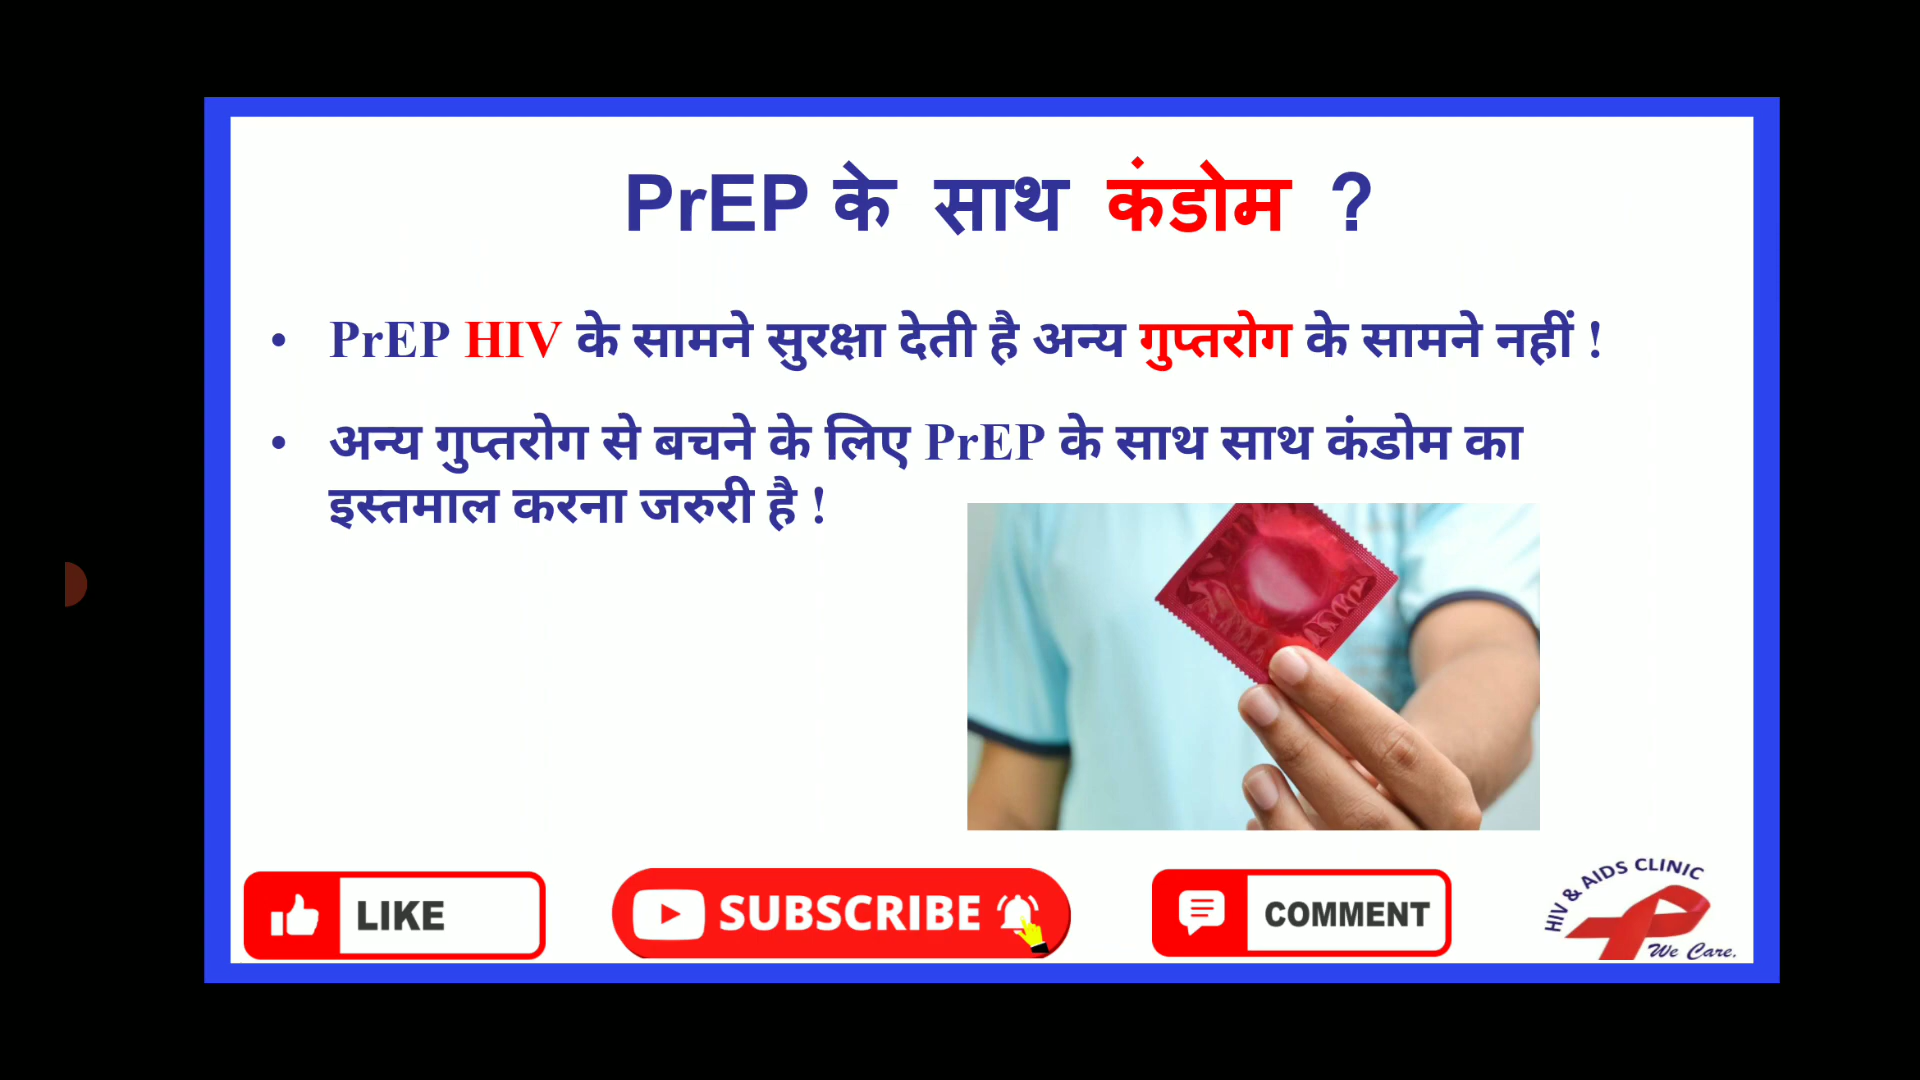 PrEP के साथ कंडोम ?
• PrEP HIV के सामने सुरक्षा देती है अन्य गुप्तरोग के सामने नहीं !
• अन्य गुप्तरोग से बचने के लिए PrEP के साथ साथ कंडोम का
इस्तमाल करना जरुरी है !
LIKE
SUBSCRIBE
COMMENT
HIV & AIDS CLINIC
We Care.